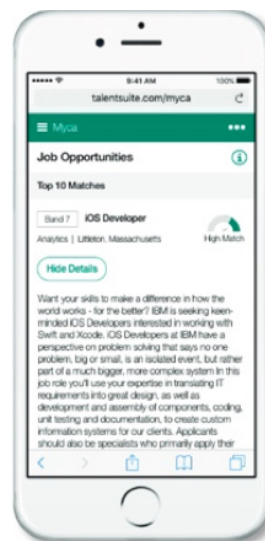 9:41 AM 100%
talentsuite.com/myca
Myca
Job Opportunities
Top 10 Matches
Band 7 iOS Developer
Analytics | Littleton, Massachusetts High Match
Hide Details
Want your skills to make a difference in how the
world works - for the better? IBM is seeking keen-
minded iOS Developers interested in working with
Swift and Xcode. iOS Developers at IBM have a
perspective on problem solving that says no one
problem, big or small, is an isolated event, but rather
part of a much bigger, more complex system In this
job role you'll use your expertise in translating IT
requirements into great design, as well as
development and assembly of components, coding,
unit testing and documentation, to create custom
information systems for our clients. Applicants
should also be specialists who primarily apply their